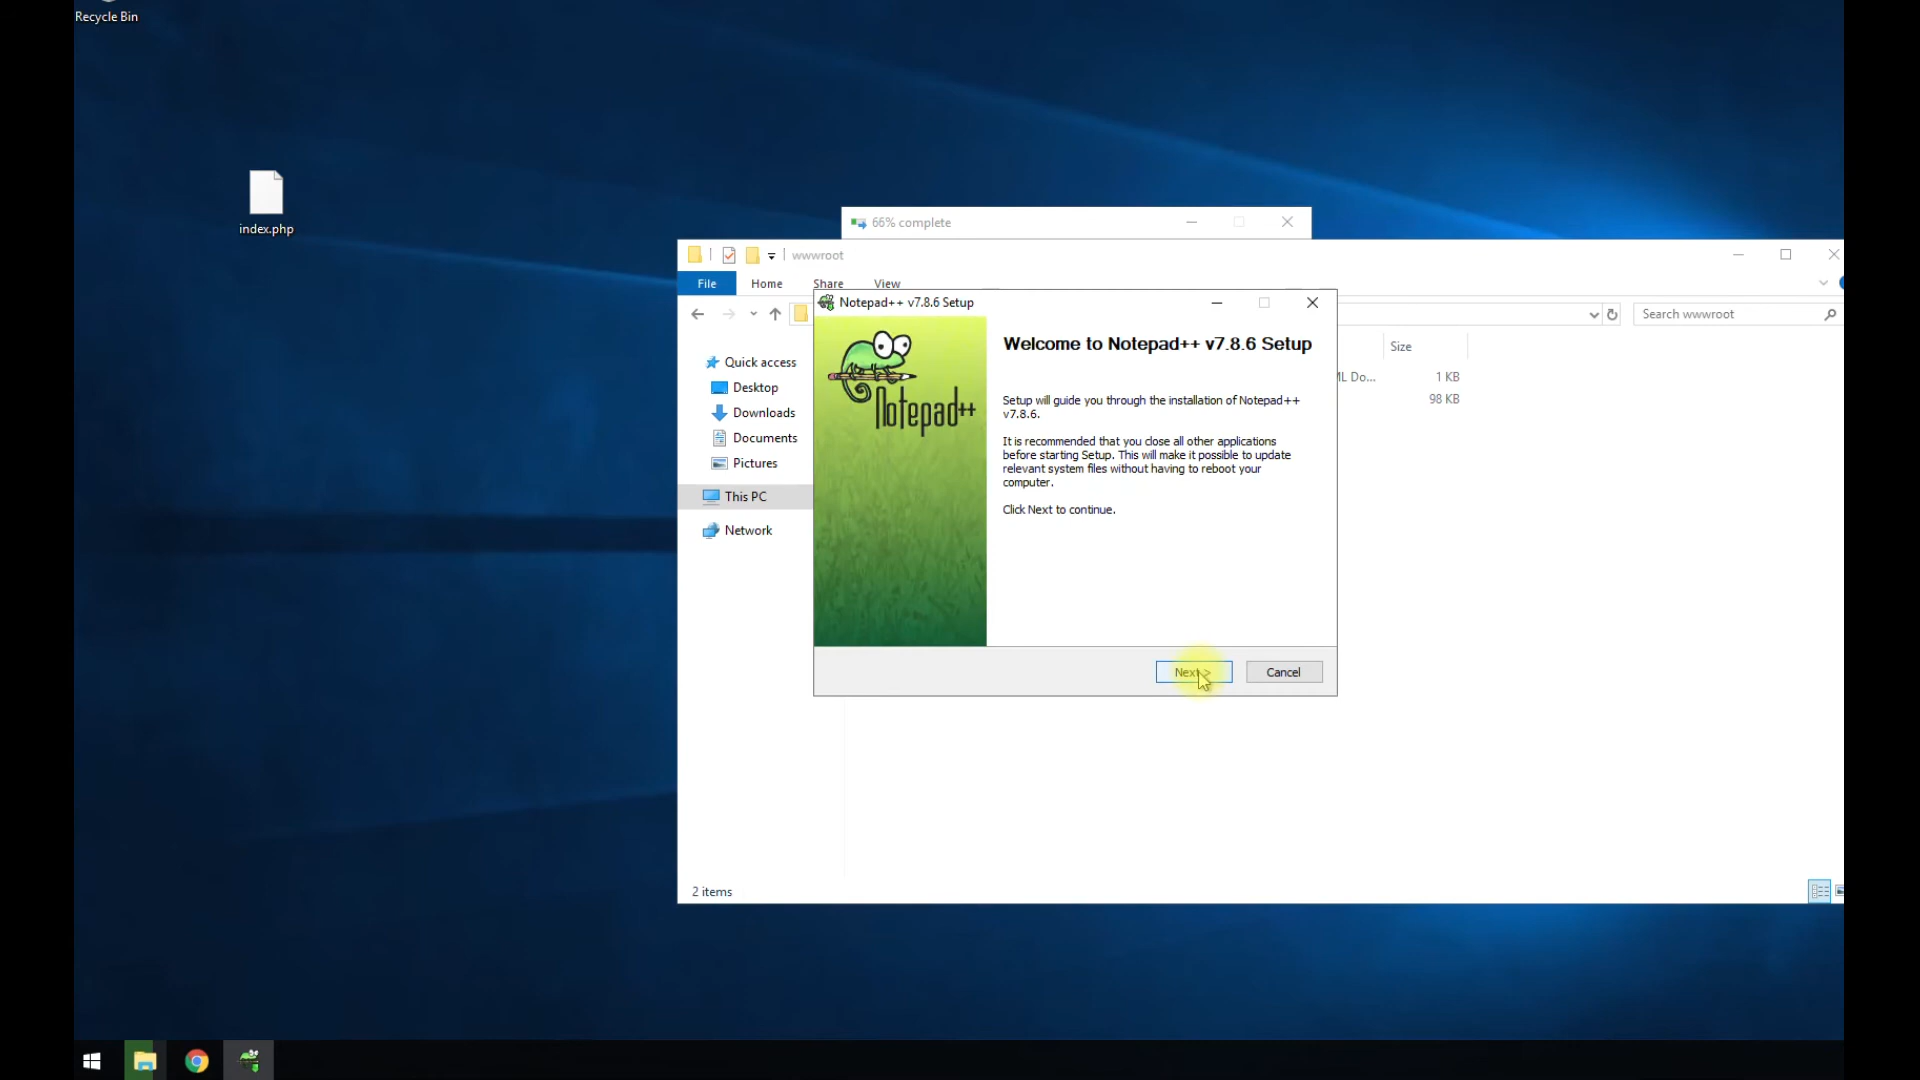 Recycle Bin
index.php
66% complete
wwwroot
File
Home
Share
View
Search wwwroot
Notepad++ v7.8.6 Setup
Quick access
Desktop
Downloads
Documents
Pictures
This PC
Network
Notepad++
Welcome to Notepad++ v7.8.6 Setup
Setup will guide you through the installation of Notepad++
v7.8.6.
It is recommended that you close all other applications
before starting Setup. This will make it possible to update
relevant system files without having to reboot your
computer.
Click Next to continue.
Next >
Cancel
Size
L Do...
1 KB
98 KB
2 items